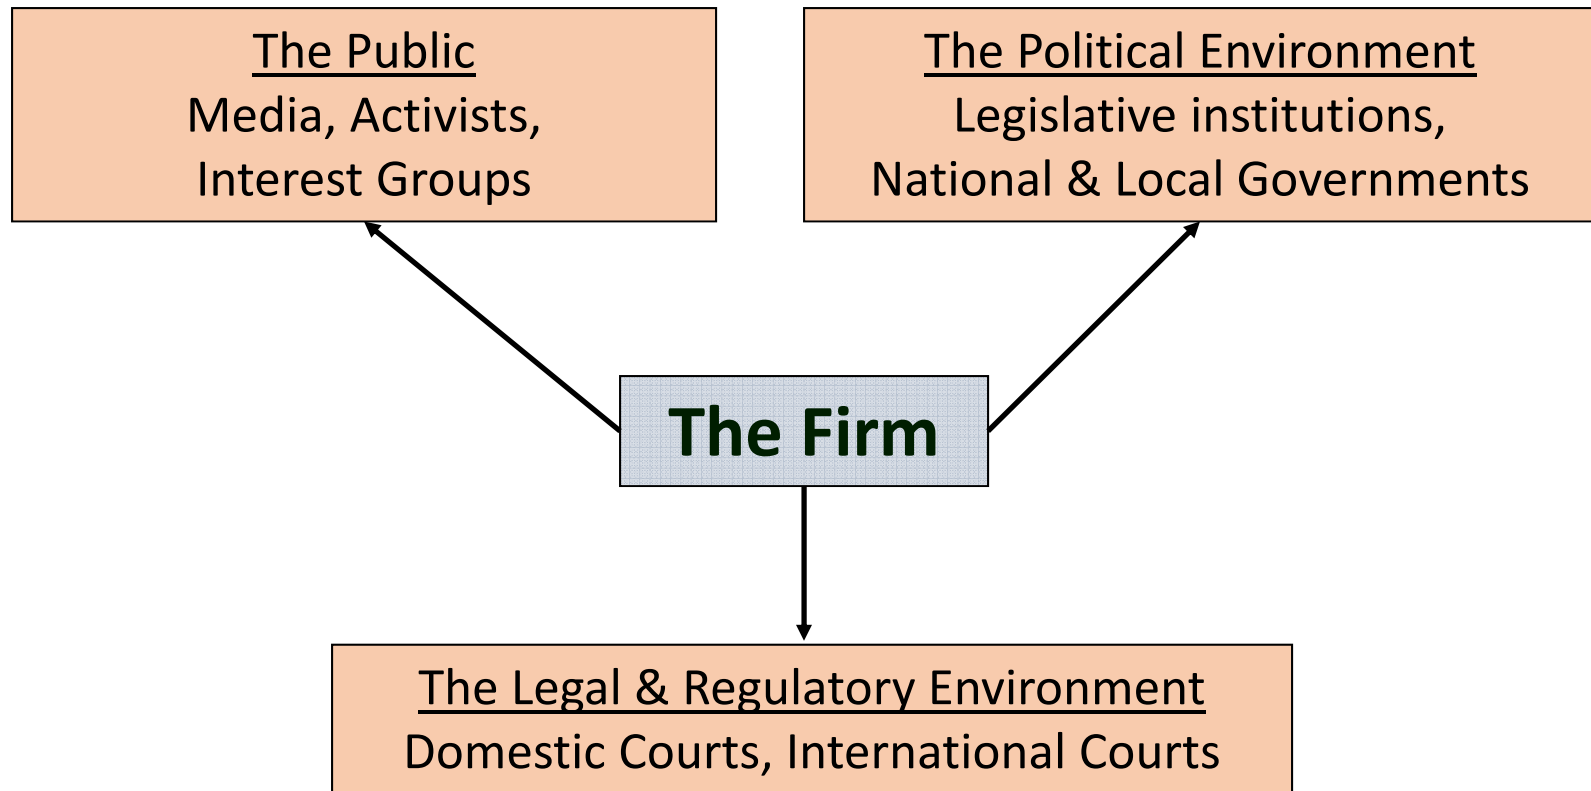 The Public
Media, Activists,
Interest Groups
The Political Environment
Legislative institutions,
National & Local Governments
The Firm
The Legal & Regulatory Environment
Domestic Courts, International Courts